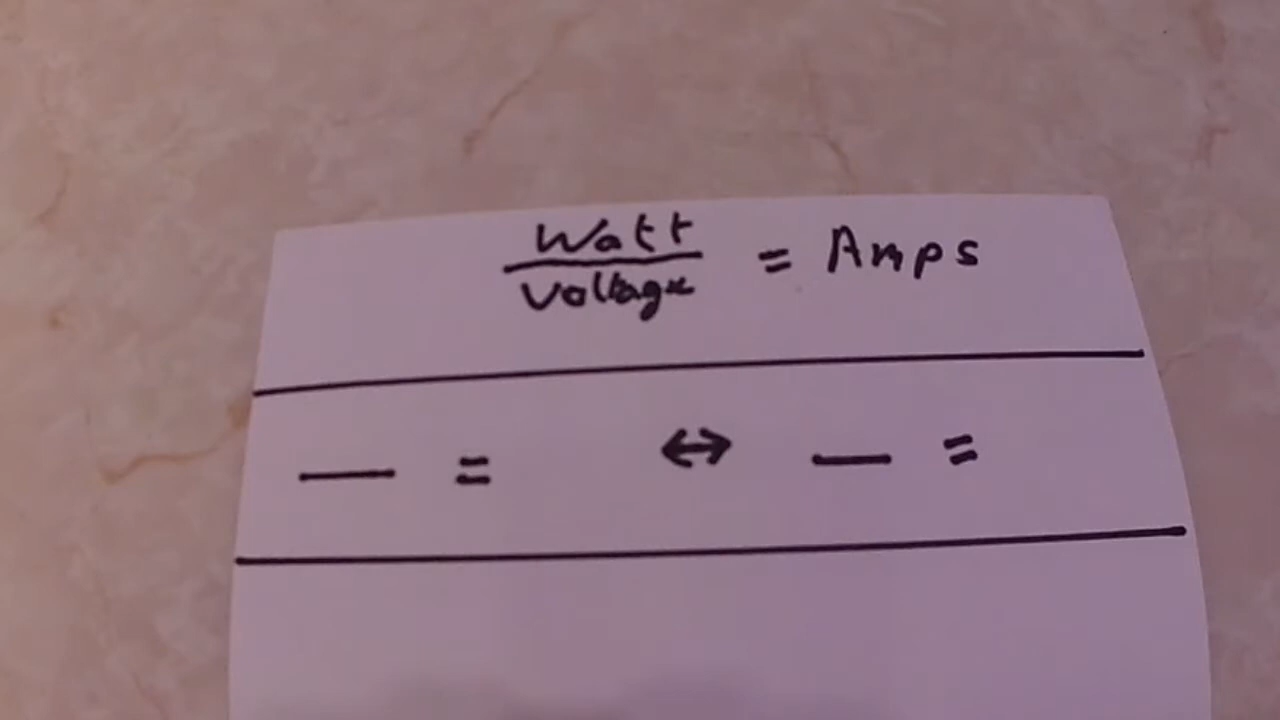 Watt
Voltage = Amps
— = ↔ — =